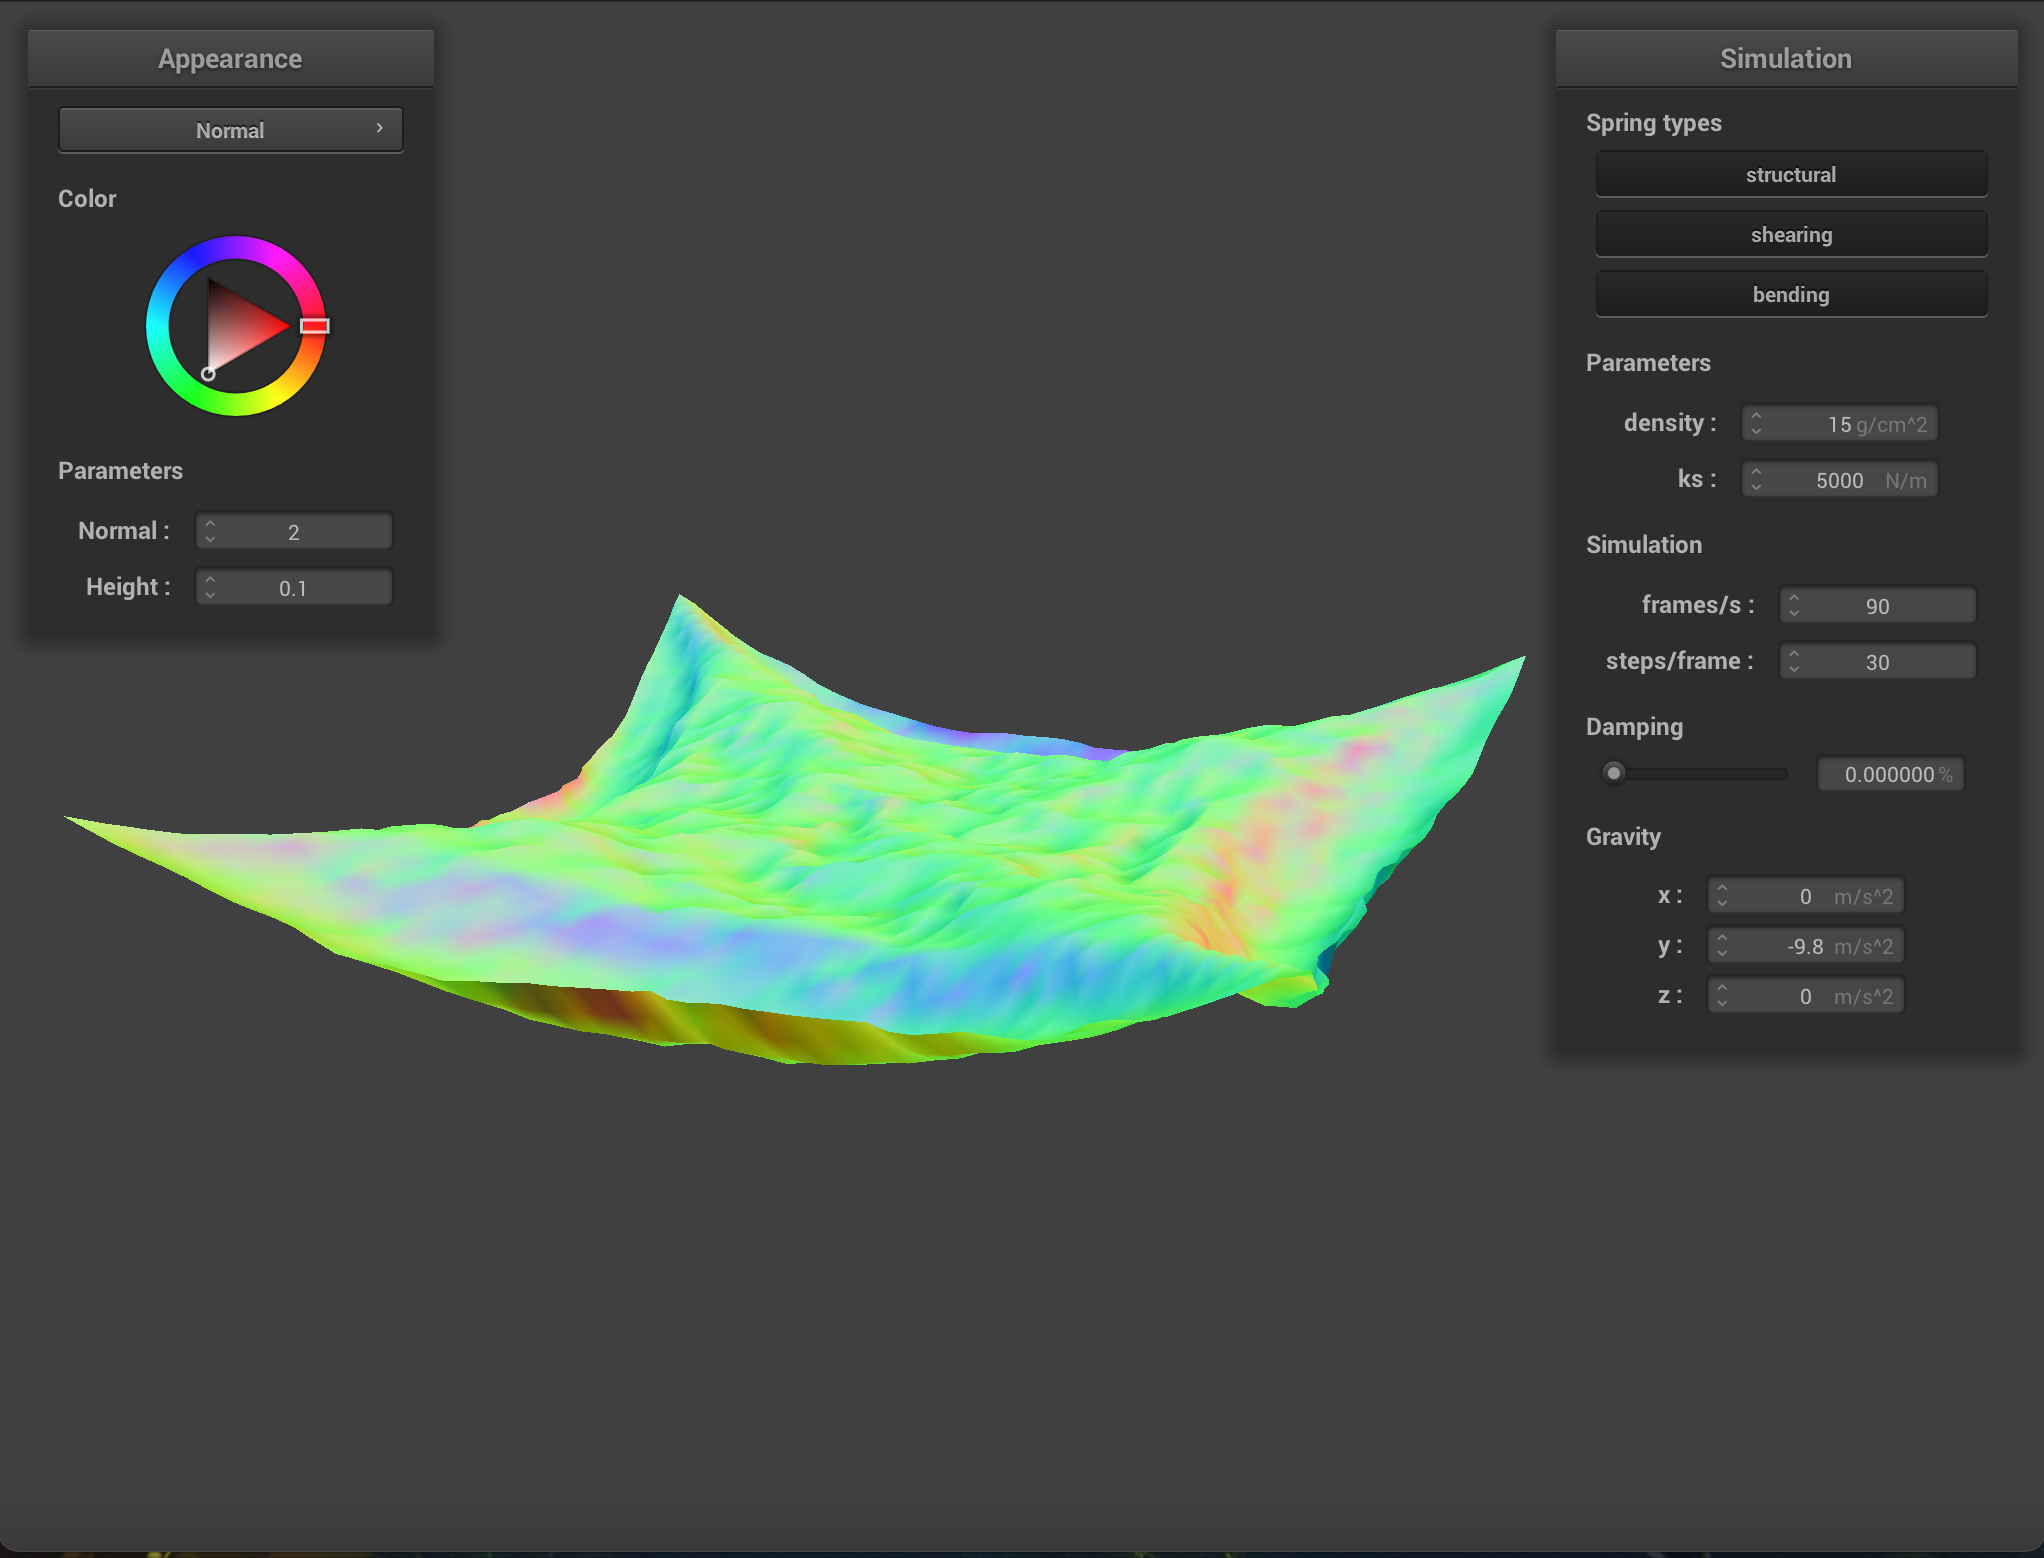 Appearance
Normal
Color
Parameters
Normal : 2
Height : 0.1
Simulation
Spring types
structural
shearing
bending
Parameters
density : 15 g/cm^2
ks : 5000 N/m
Simulation
frames/s : 90
steps/frame : 30
Damping
0.000000 %
Gravity
x : 0 m/s^2
y : -9.8 m/s^2
z : 0 m/s^2